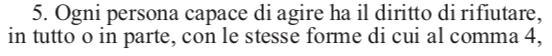 5. Ogni persona capace di agire ha il diritto di rifiutare,
in tutto o in parte, con le stesse forme di cui al comma 4,